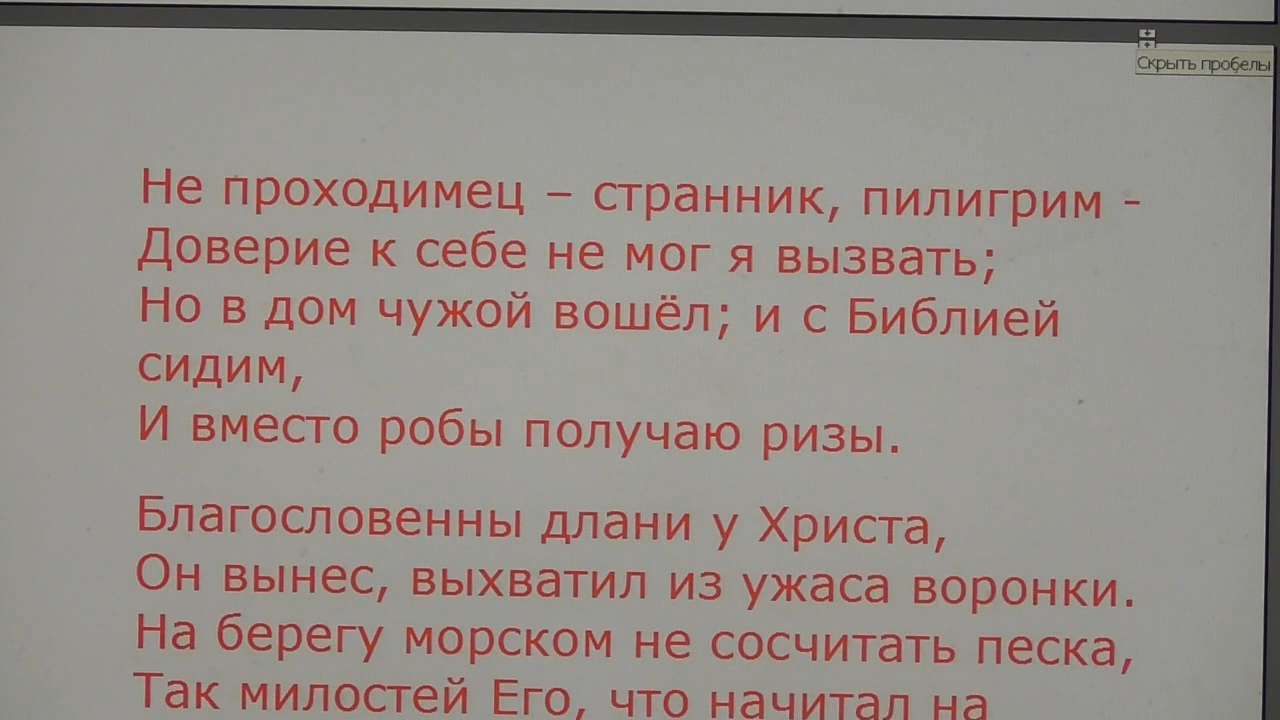 Скрыть пробелы
Не проходимец – странник, пилигрим -
Доверие к себе не мог я вызвать;
Но в дом чужой вошёл; и с Библией
сидим,
И вместо робы получаю ризы.
Благословенны длани у Христа,
Он вынес, выхватил из ужаса воронки.
На берегу морском не сосчитать песка,
Так милостей Его, что начитал на